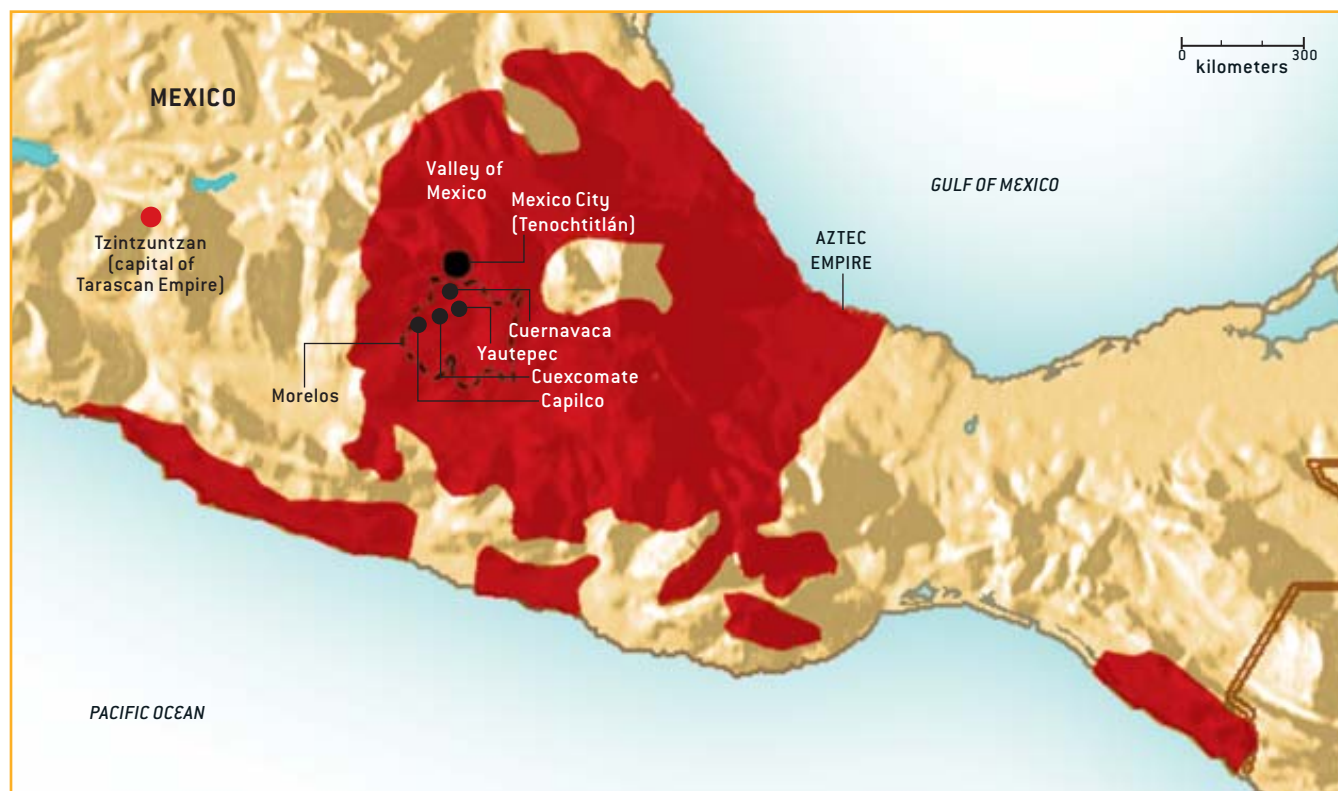 0 300
kilometers
MEXICO
Valley of
Mexico
Mexico City
(Tenochtitlán)
GULF OF MEXICO
Tzintzuntzan
(capital of
Tarascan Empire)
AZTEC
EMPIRE
Cuernavaca
Yautepec
Cuexcomate
Morelos
Capilco
PACIFIC OCEAN